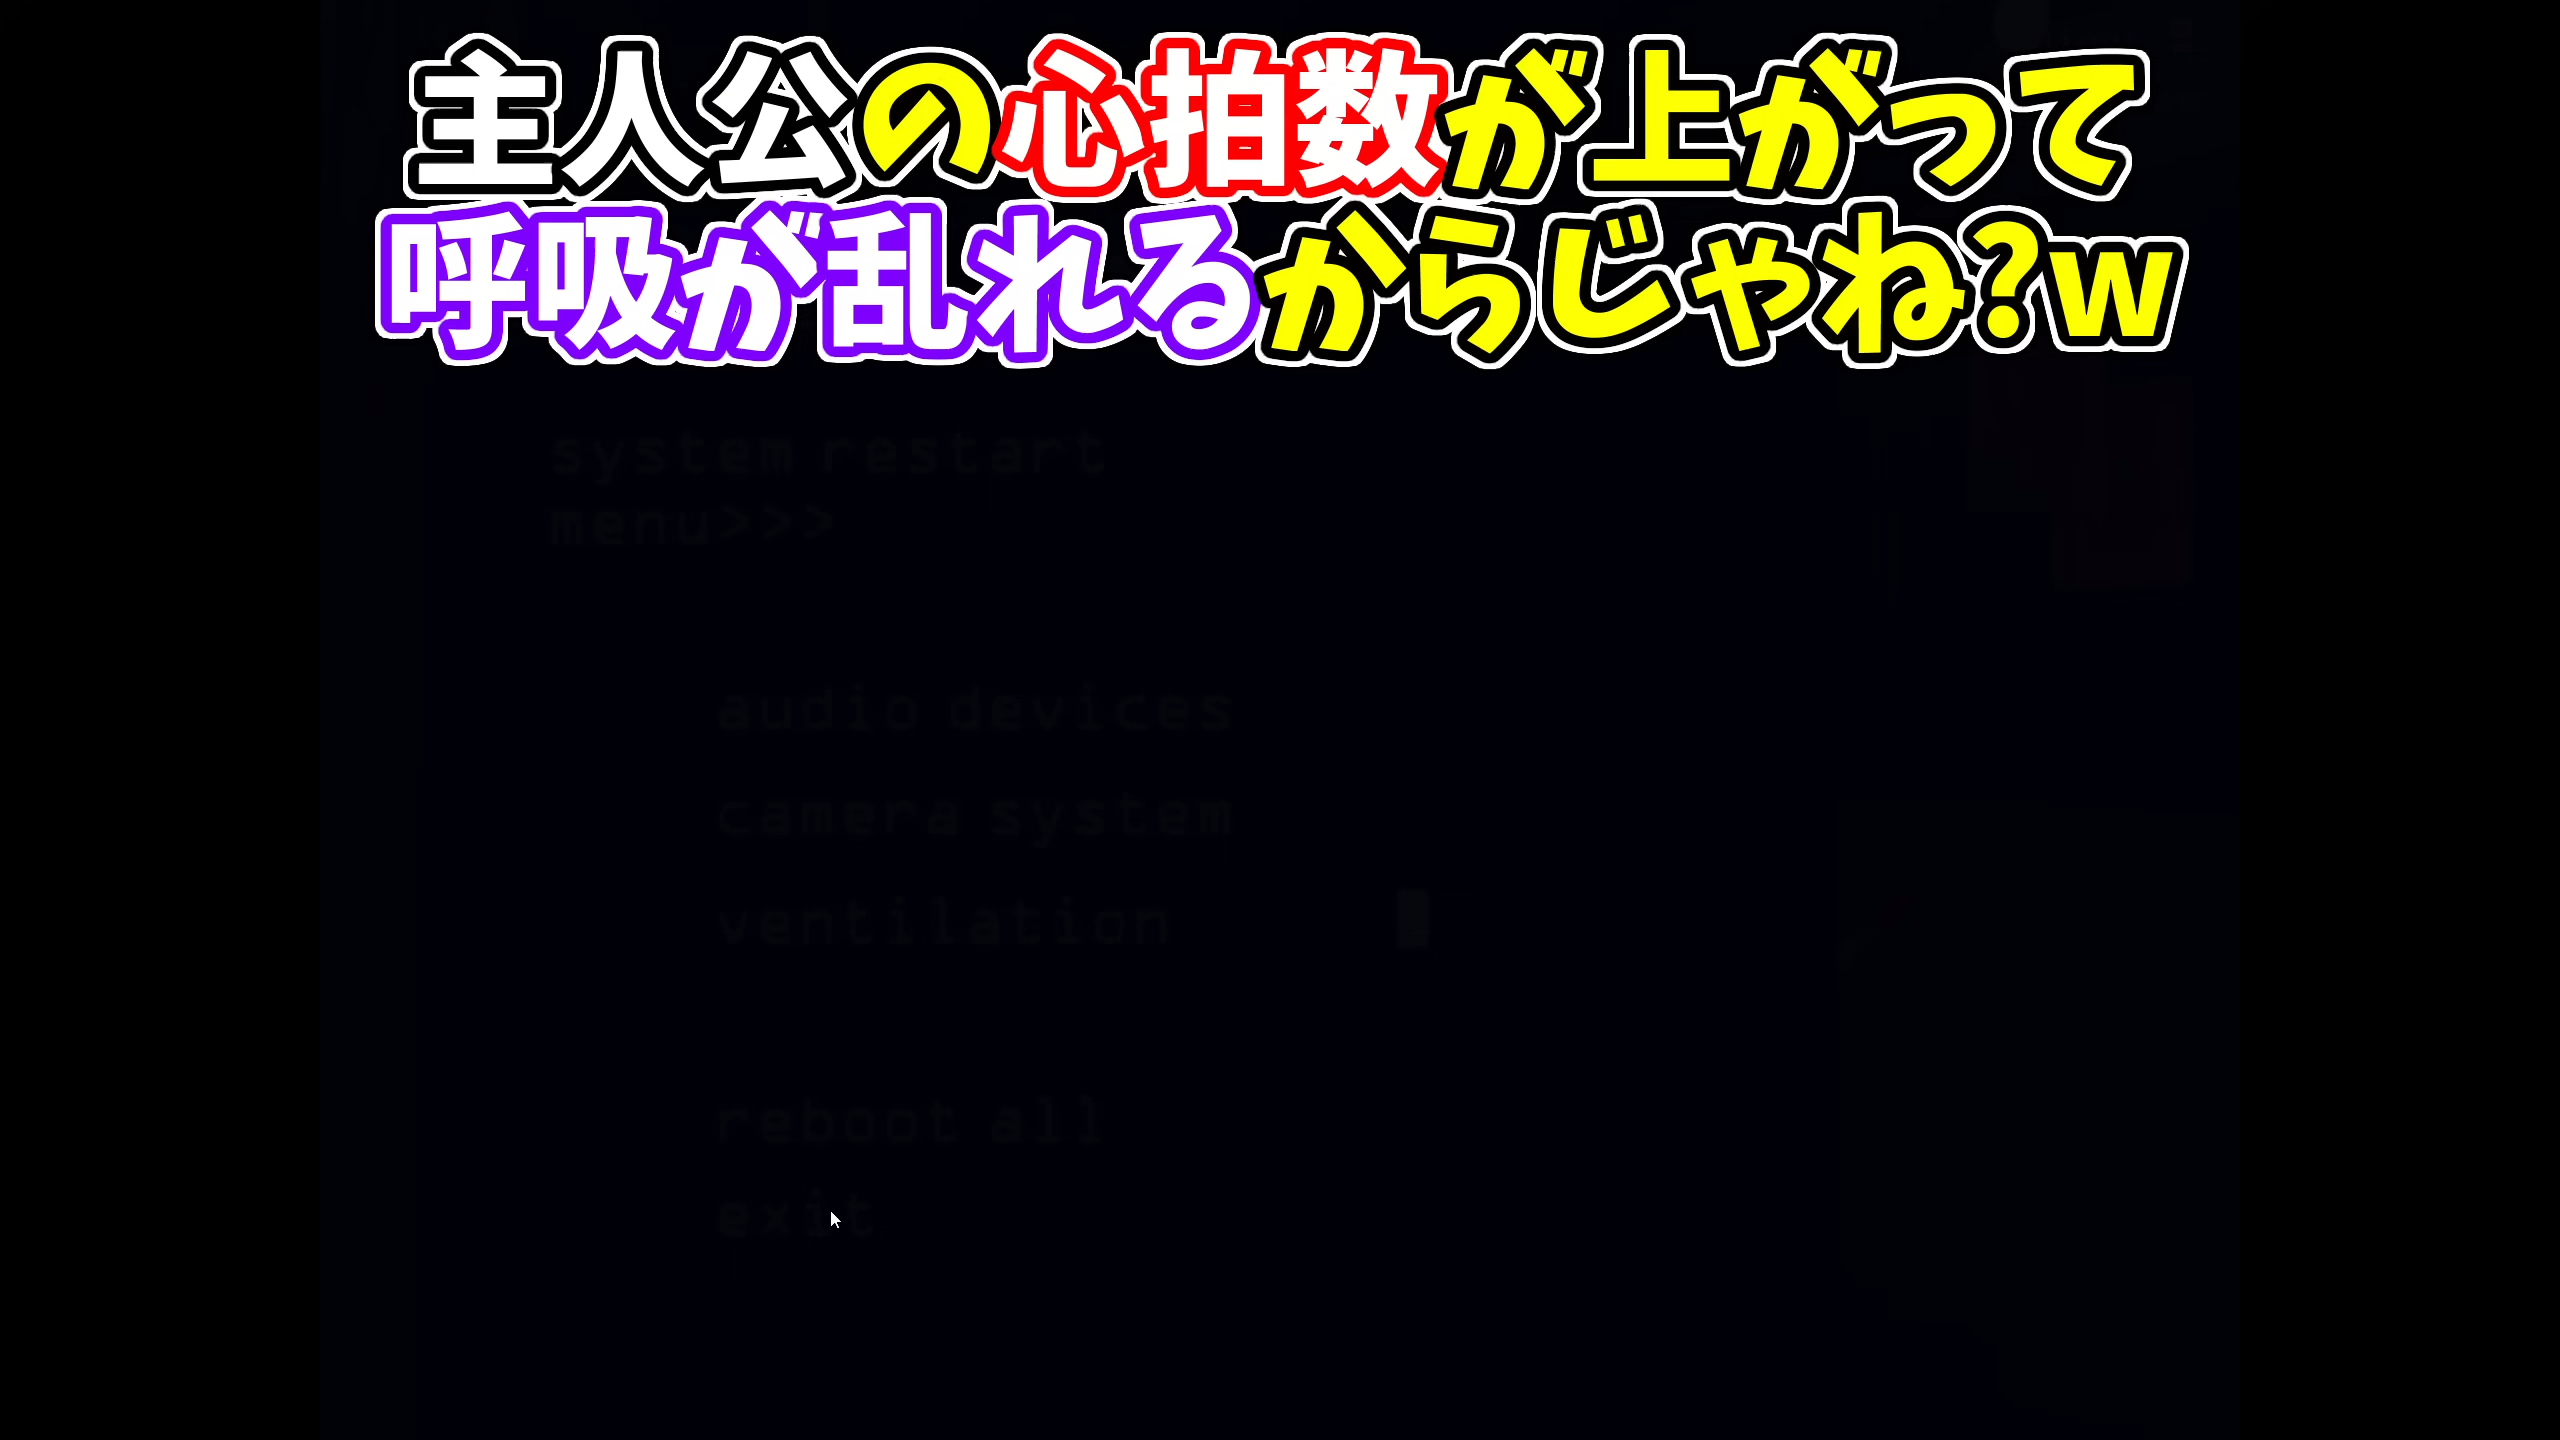 主人公の心拍数が上がって
呼吸が乱れるからじゃね?w
system restart
menu>>>
audio devices
camera system
ventilation
reboot all
exit